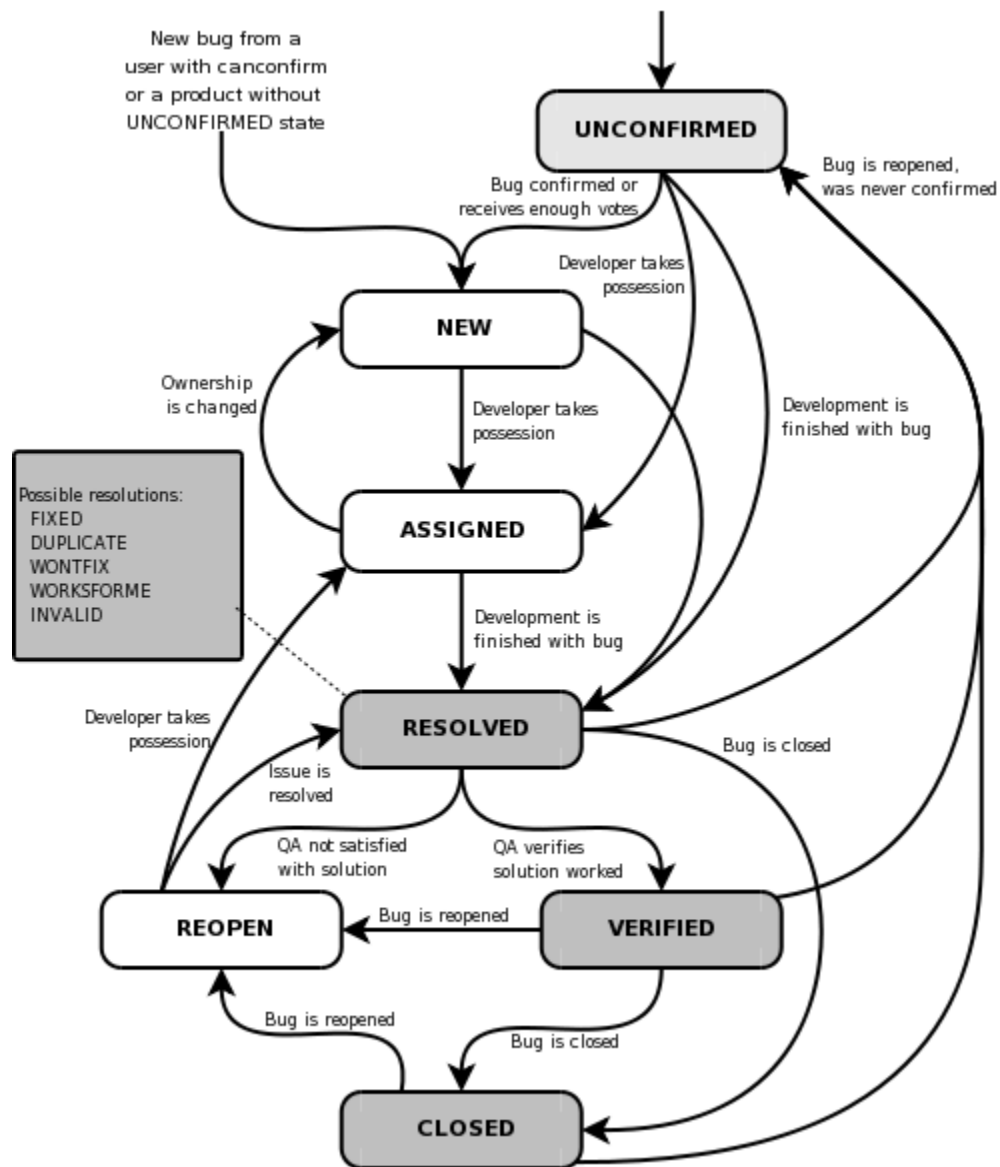 New bug from a
user with canconfirm
or a product without
UNCONFIRMED state
UNCONFIRMED
Bug is reopened,
was never confirmed
Bug confirmed or
receives enough votes
Developer takes
possession
NEW
Ownership
is changed
Developer takes
possession
Development is
finished with bug
Possible resolutions:
FIXED
DUPLICATE
WONTFIX
WORKSFORME
INVALID
ASSIGNED
Development is
finished with bug
RESOLVED
Developer takes
possession
Issue is
resolved
Bug is closed
QA not satisfied
with solution
QA verifies
solution worked
REOPEN
Bug is reopened
VERIFIED
Bug is reopened
Bug is closed
CLOSED